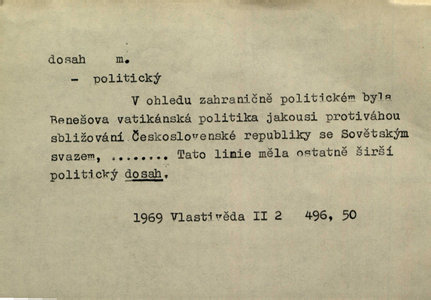 dosah m.
– politický
V ohledu zahraničně politickém byla
Benešova vatikánská politika jakousi protiváhou
sbližování Československé republiky se Sovětským
svazem, ........ Tato linie měla ostatně širší
politický dosah.
1969 Vlastivěda II 2 496, 50